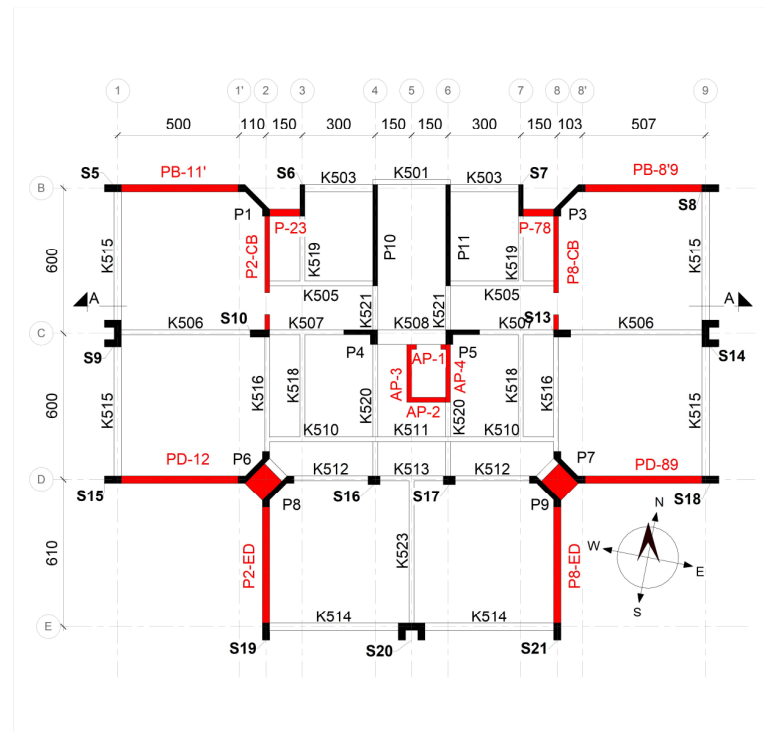 1 1' 2 3 4 5 6 7 8 8' 9
500 110 150 300 150 150 300 150 103 507
S5 PB-11' S6 K503 K501 K503 S7 PB-8'9
B
P1 P3 S8
P-23 P-78
K515 P2-CB K519 P10 P11 K519 P8-CB K515
600
K505 K505
A K521 K521 A
S10 S13
C K506 K507 K508 K507 K506
S9 P4 P5 S14
AP-1
AP-3 AP-4
K515 K516 K518 K520 K520 K518 K516 K515
600
AP-2
K510 K511 K510
PD-12 P6 P7 PD-89
D K512 K513 K512
S15 P8 S16 S17 P9 S18
610 P2-ED K523 P8-ED
N
W E
S
K514 K514
E
S19 S20 S21